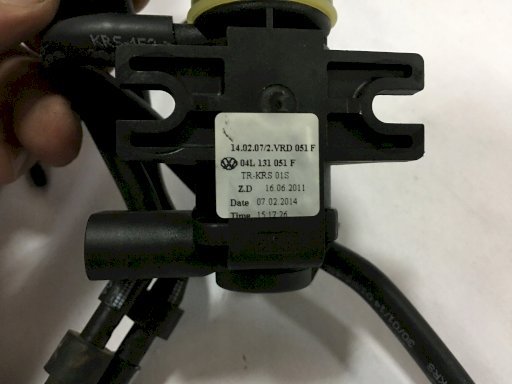 KRS
14.02.07/2.VRD 051 F
04L 131 051 F
TR-KRS 01S
Z.D 16.06.2011
Date 07.02.2014
Time 15:17:26